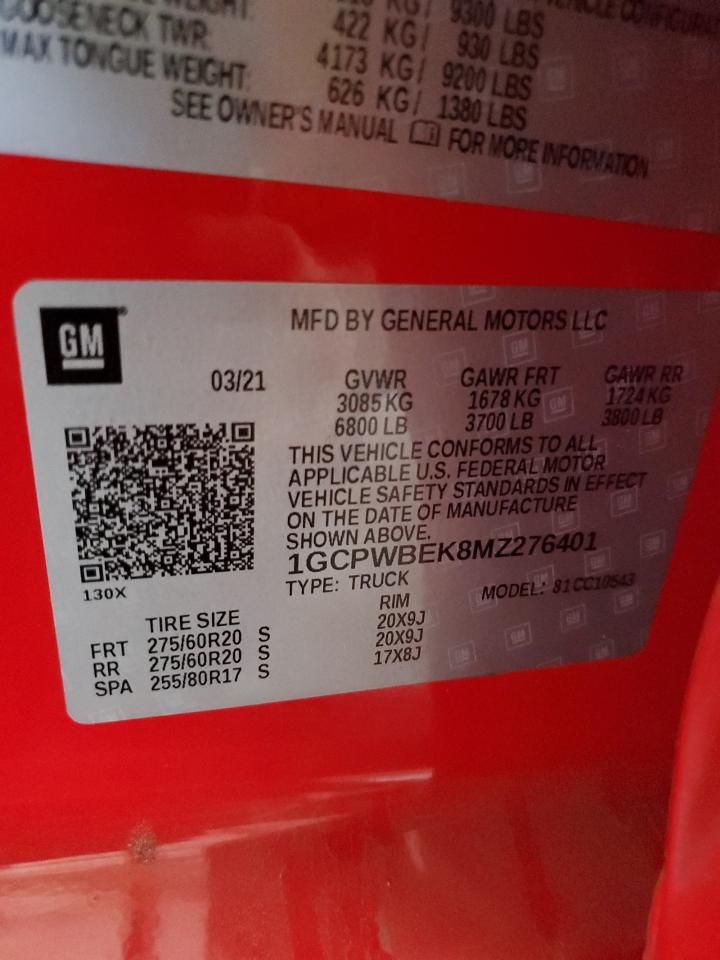 KG/ 9300 LBS
GOOSENECK TWR: 422 KG/ 930 LBS
4173 KG/ 9200 LBS
MAX TONGUE WEIGHT: 626 KG/ 1380 LBS
SEE OWNER'S MANUAL FOR MORE INFORMATION
GM
MFD BY GENERAL MOTORS LLC
03/21 GVWR GAWR FRT GAWR RR
3085 KG 1678 KG 1724 KG
6800 LB 3700 LB 3800 LB
THIS VEHICLE CONFORMS TO ALL
APPLICABLE U.S. FEDERAL MOTOR
VEHICLE SAFETY STANDARDS IN EFFECT
ON THE DATE OF MANUFACTURE
SHOWN ABOVE.
1GCPWBEK8MZ276401
TYPE: TRUCK MODEL: 81CC10543
130X
TIRE SIZE RIM
FRT 275/60R20 S 20X9J
RR 275/60R20 S 20X9J
SPA 255/80R17 S 17X8J